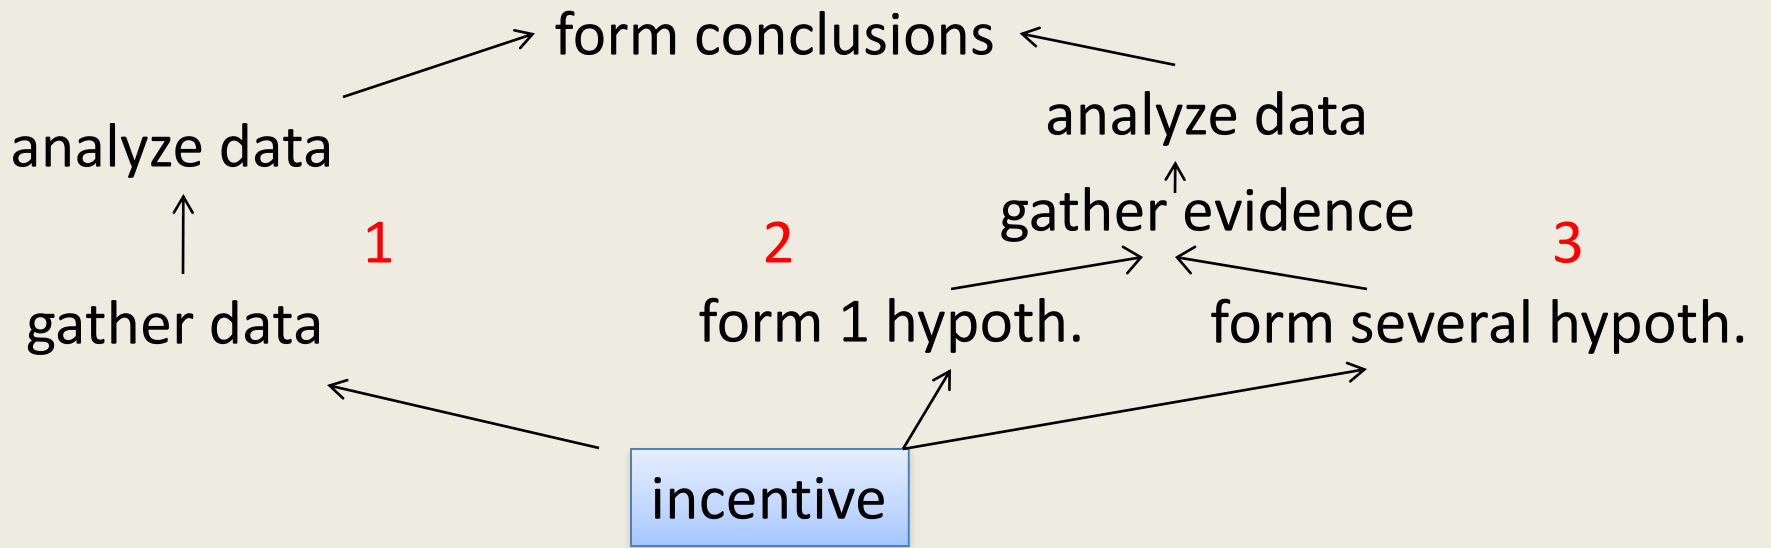 form conclusions
analyze data
analyze data
gather evidence
1
2
3
gather data
form 1 hypoth.
form several hypoth.
incentive